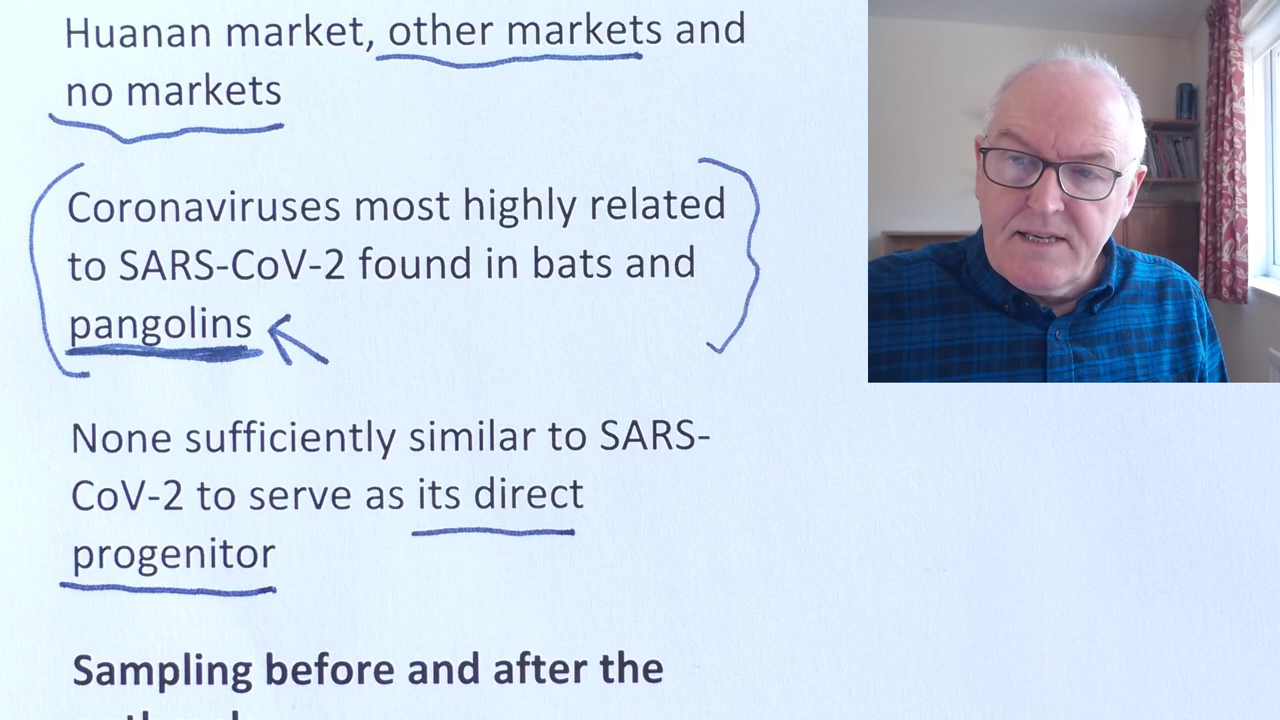 Huanan market, other markets and
no markets
Coronaviruses most highly related
to SARS-CoV-2 found in bats and
pangolins
None sufficiently similar to SARS-
CoV-2 to serve as its direct
progenitor
Sampling before and after the